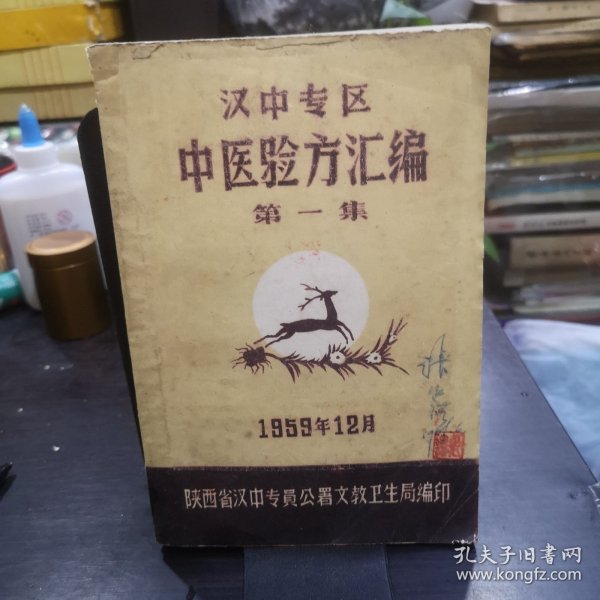 汉中专区
中医验方汇编
第一集
1959年12月
陕西省汉中专員公署文教卫生局编印
孔夫子旧书网
www.kongfz.com